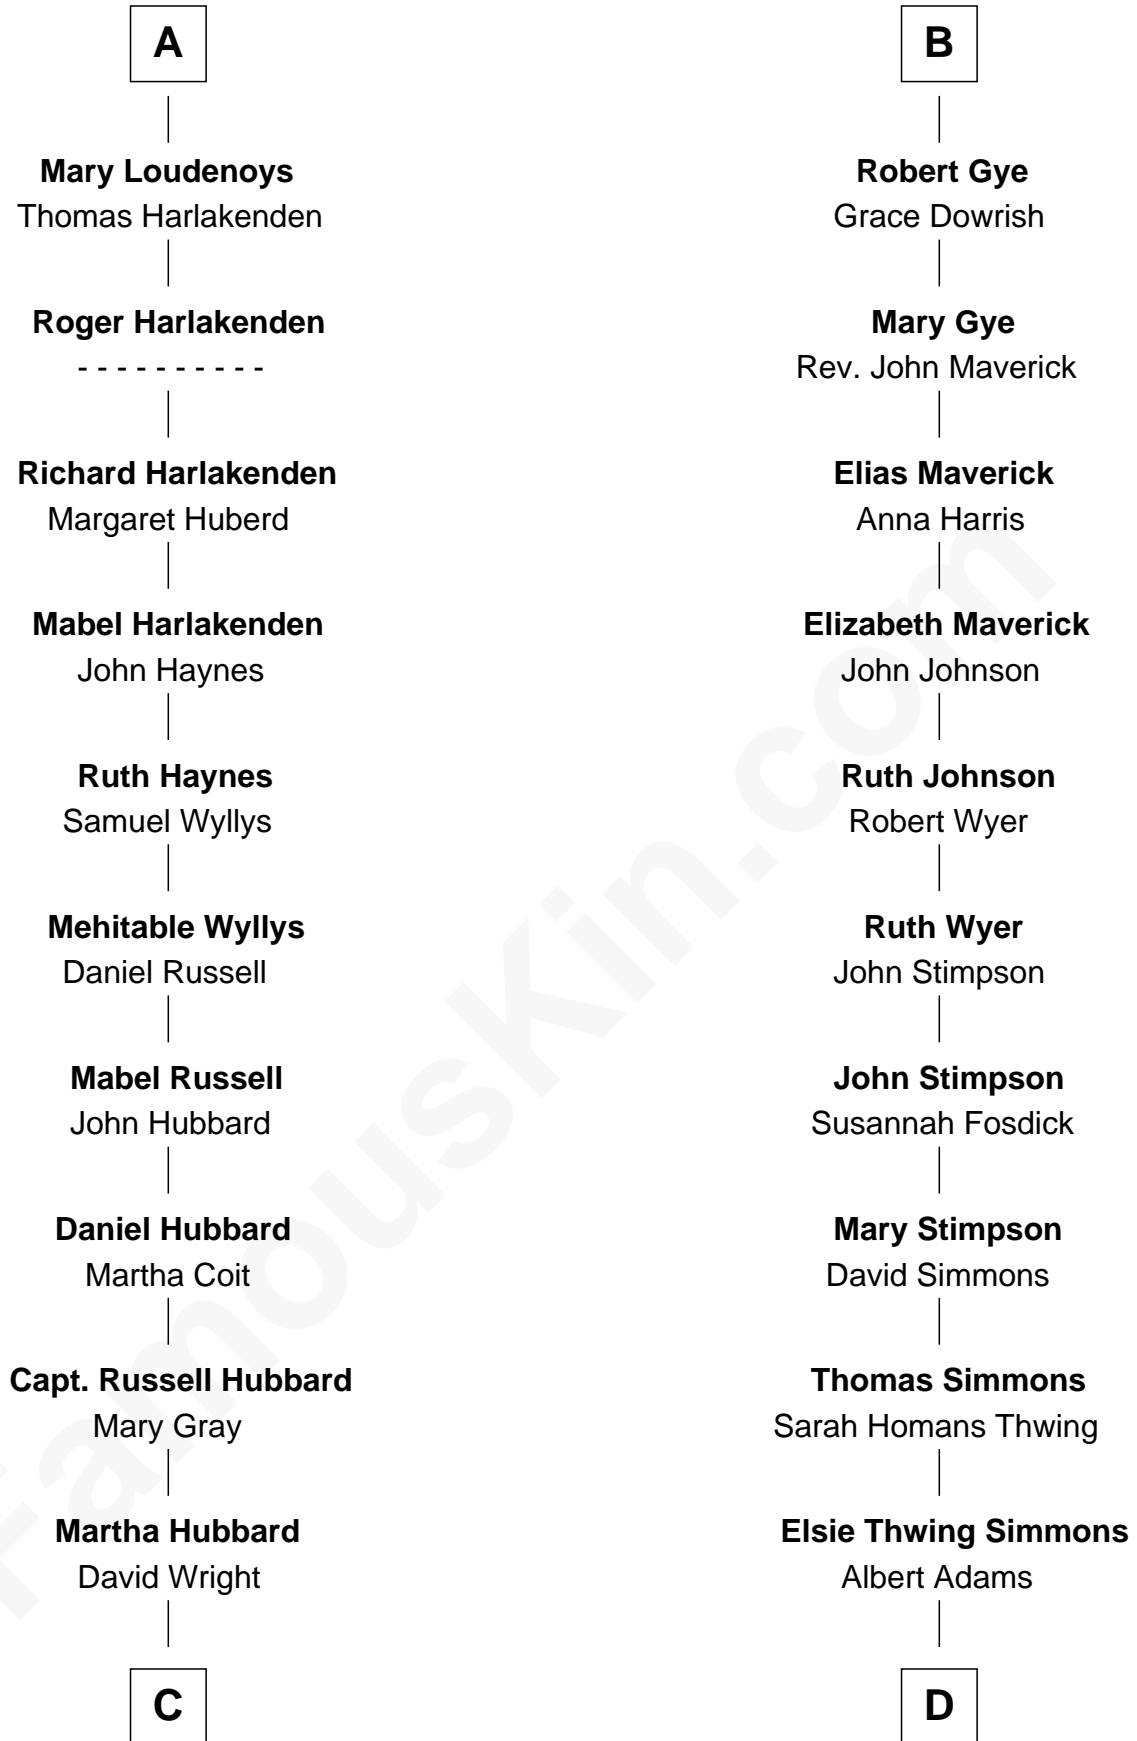 A
Mary Loudenoys
Thomas Harlakenden
Roger Harlakenden
- - - - - - - - - -
Richard Harlakenden
Margaret Huberd
Mabel Harlakenden
John Haynes
Ruth Haynes
Samuel Wyllys
Mehitable Wyllys
Daniel Russell
Mabel Russell
John Hubbard
Daniel Hubbard
Martha Coit
Capt. Russell Hubbard
Mary Gray
Martha Hubbard
David Wright
C
B
Robert Gye
Grace Dowrish
Mary Gye
Rev. John Maverick
Elias Maverick
Anna Harris
Elizabeth Maverick
John Johnson
Ruth Johnson
Robert Wyer
Ruth Wyer
John Stimpson
John Stimpson
Susannah Fosdick
Mary Stimpson
David Simmons
Thomas Simmons
Sarah Homans Thwing
Elsie Thwing Simmons
Albert Adams
D
FamousKin.com